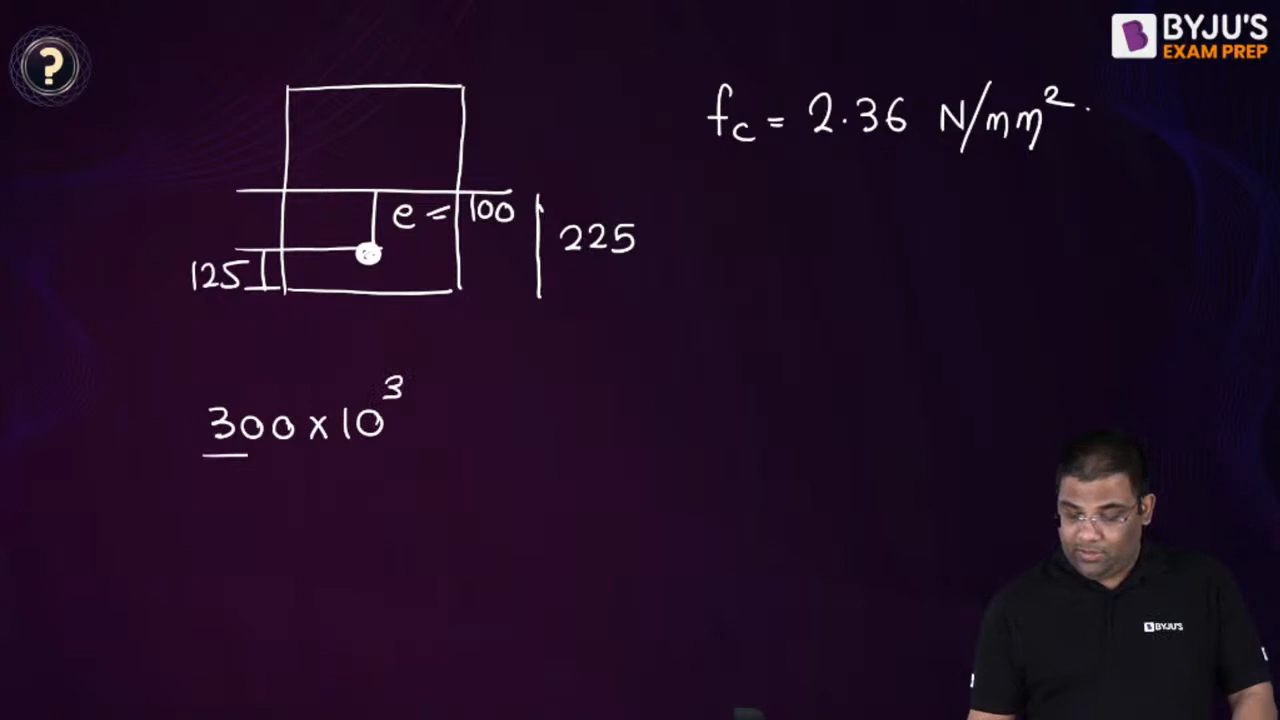 ?
BYJU'S
EXAM PREP
fc = 2.36 N/mm².
e = 100
225
125
300 x 10³
BYJU'S